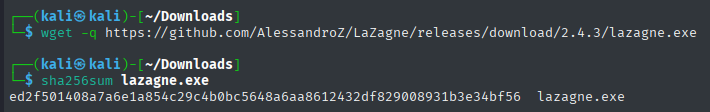 ┌──(kali㉿kali)-[~/Downloads]
└─$ wget -q https://github.com/AlessandroZ/LaZagne/releases/download/2.4.3/lazagne.exe
┌──(kali㉿kali)-[~/Downloads]
└─$ sha256sum lazagne.exe
ed2f501408a7a6e1a854c29c4b0bc5648a6aa8612432df829008931b3e34bf56  lazagne.exe